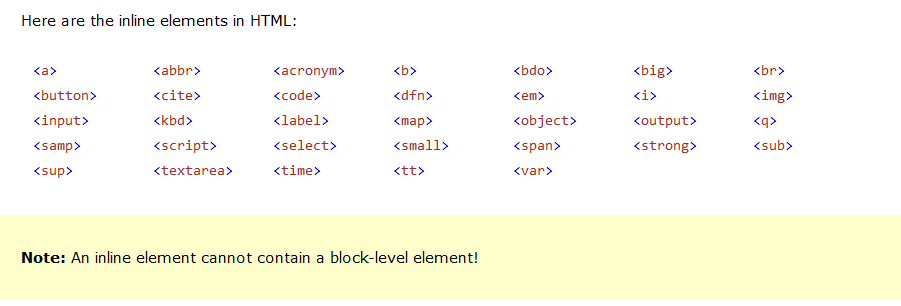 Here are the inline elements in HTML:
<a> <abbr> <acronym> <b> <bdo> <big> <br>
<button> <cite> <code> <dfn> <em> <i> <img>
<input> <kbd> <label> <map> <object> <output> <q>
<samp> <script> <select> <small> <span> <strong> <sub>
<sup> <textarea> <time> <tt> <var>
Note: An inline element cannot contain a block-level element!